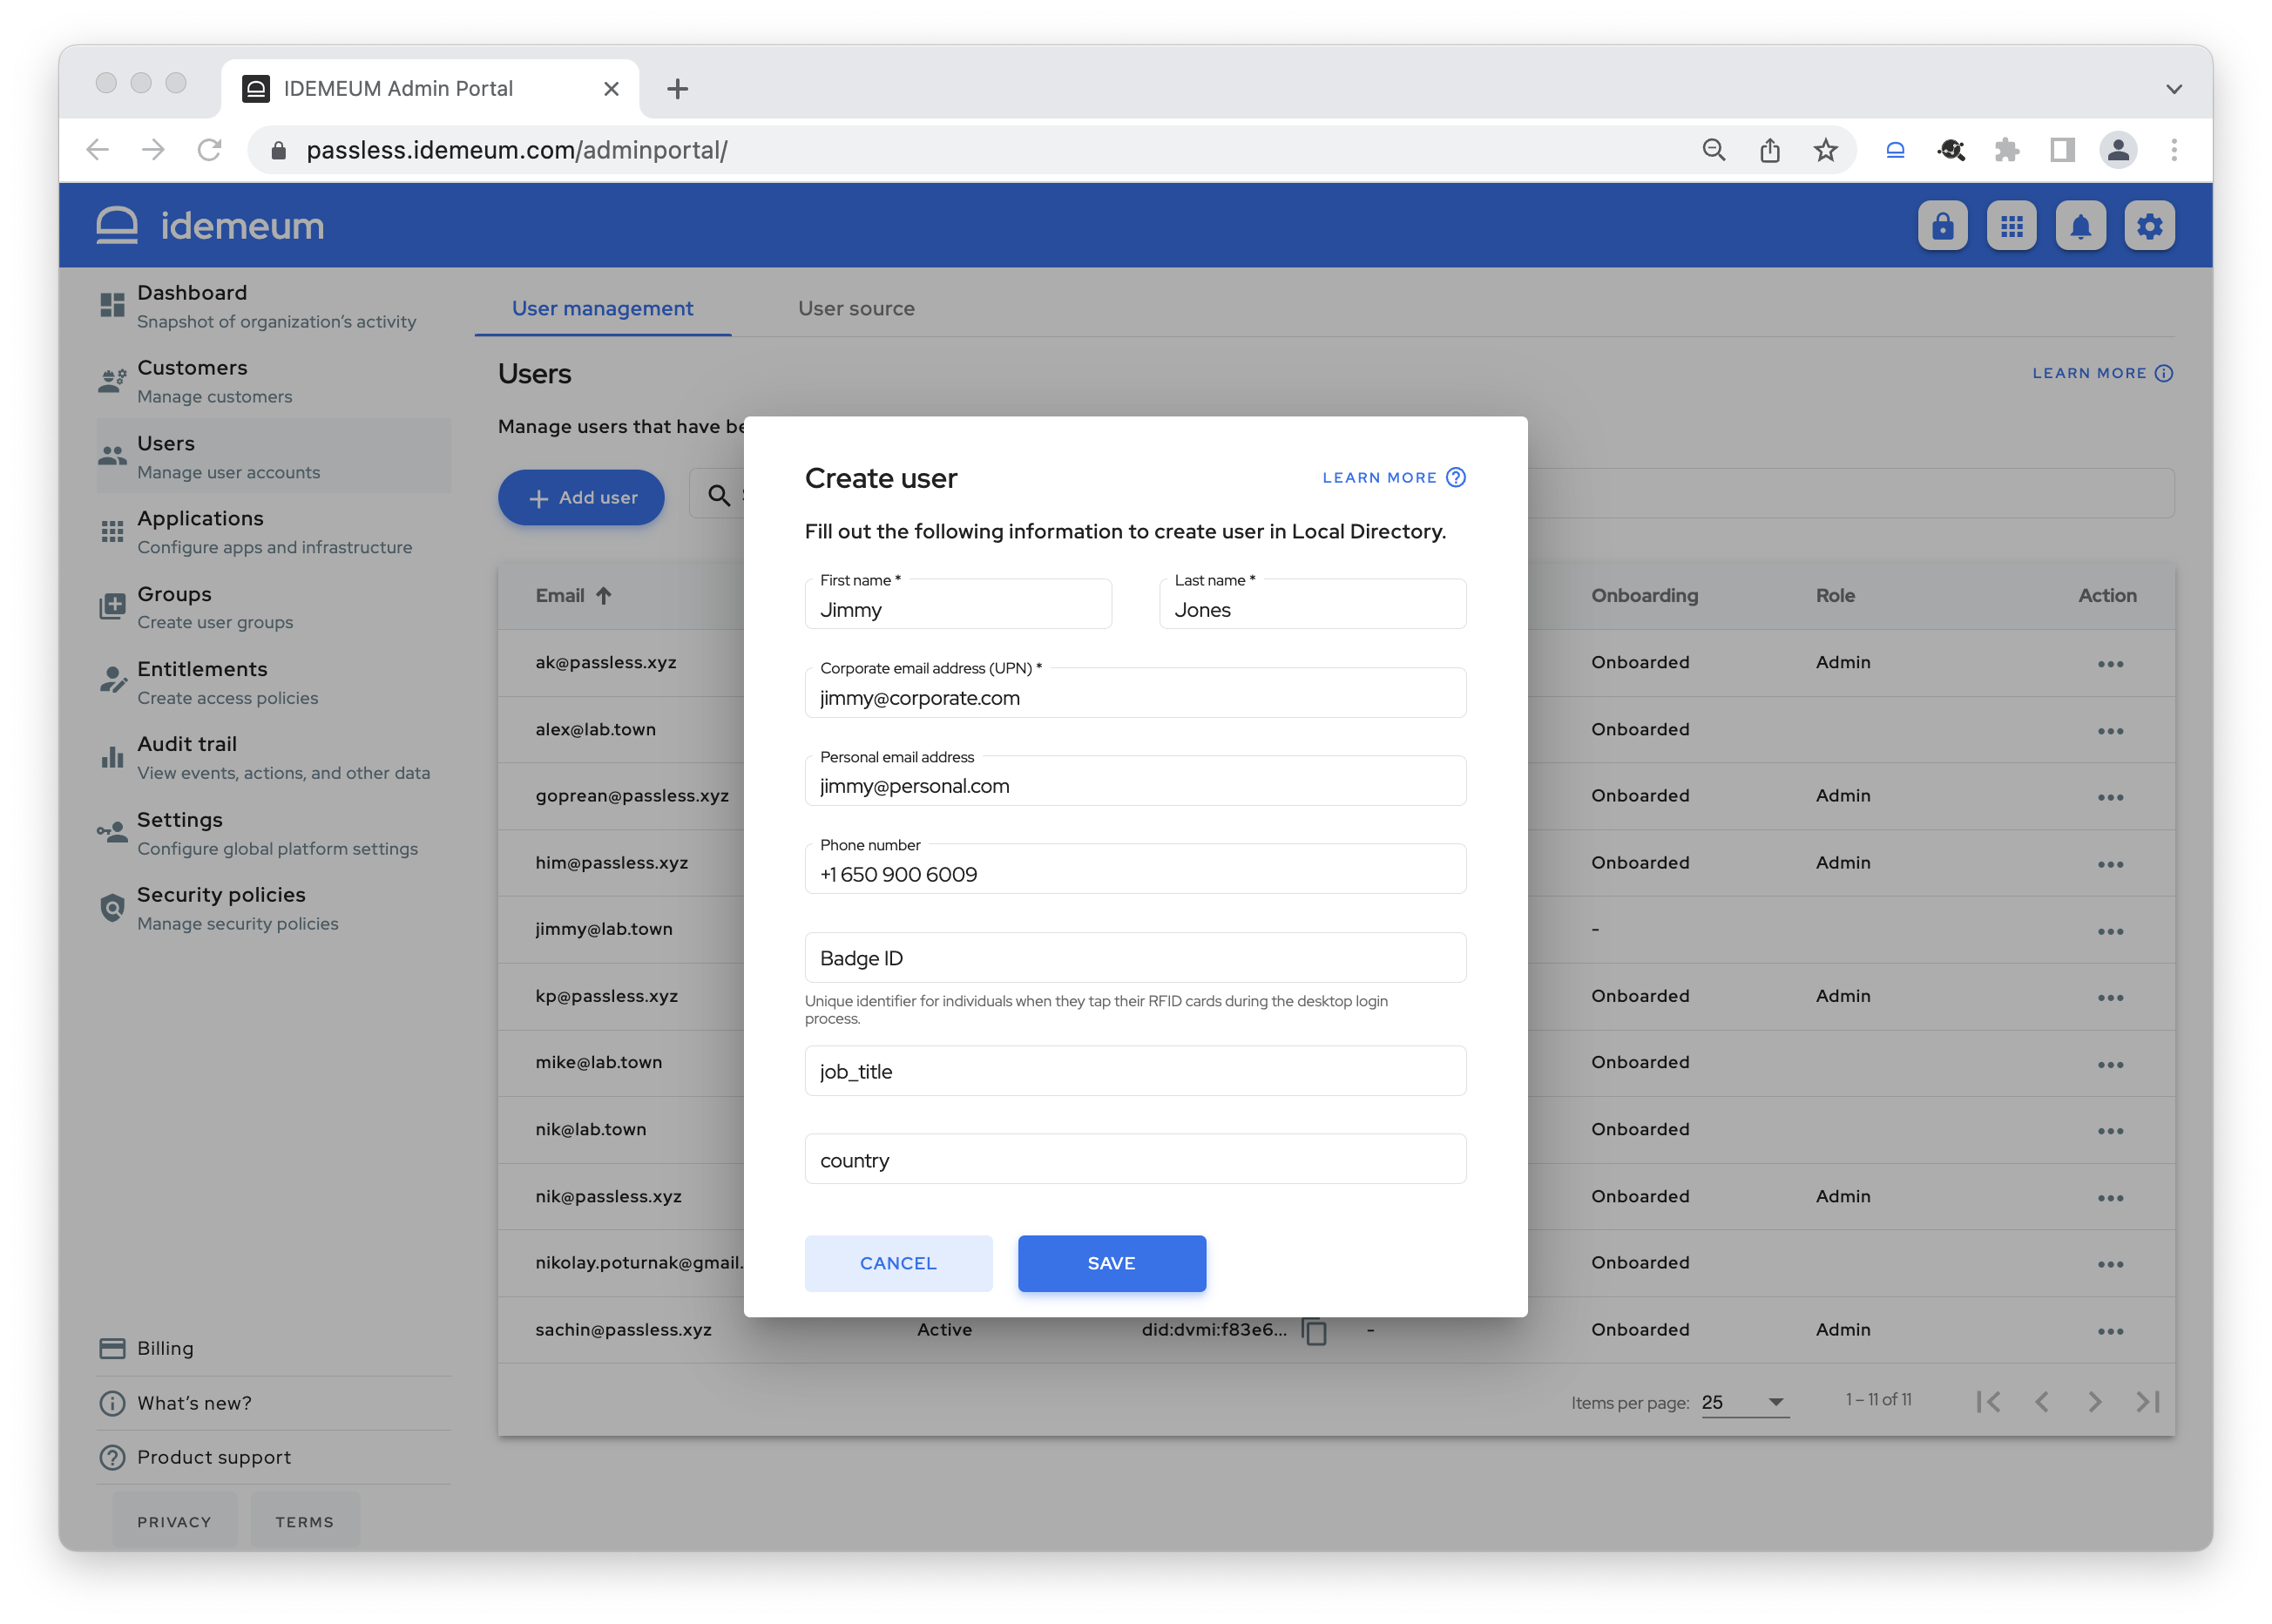 IDEMEUM Admin Portal
passless.idemeum.com/adminportal/
idemeum
Dashboard
Snapshot of organization's activity
Customers
Manage customers
Users
Manage user accounts
Applications
Configure apps and infrastructure
Groups
Create user groups
Entitlements
Create access policies
Audit trail
View events, actions, and other data
Settings
Configure global platform settings
Security policies
Manage security policies
Billing
What's new?
Product support
PRIVACY TERMS
User management User source
Users LEARN MORE
Manage users that have be
Add user
Email Onboarding Role Action
ak@passless.xyz Onboarded Admin
alex@lab.town Onboarded
goprean@passless.xyz Onboarded Admin
him@passless.xyz Onboarded Admin
jimmy@lab.town -
kp@passless.xyz Onboarded Admin
mike@lab.town Onboarded
nik@lab.town Onboarded
nik@passless.xyz Onboarded Admin
nikolay.poturnak@gmail. Onboarded
sachin@passless.xyz Active did:dvmi:f83e6... - Onboarded Admin
Items per page: 25 1 – 11 of 11
Create user LEARN MORE
Fill out the following information to create user in Local Directory.
First name * Last name *
Jimmy Jones
Corporate email address (UPN) *
jimmy@corporate.com
Personal email address
jimmy@personal.com
Phone number
+1 650 900 6009
Badge ID
Unique identifier for individuals when they tap their RFID cards during the desktop login
process.
job_title
country
CANCEL SAVE